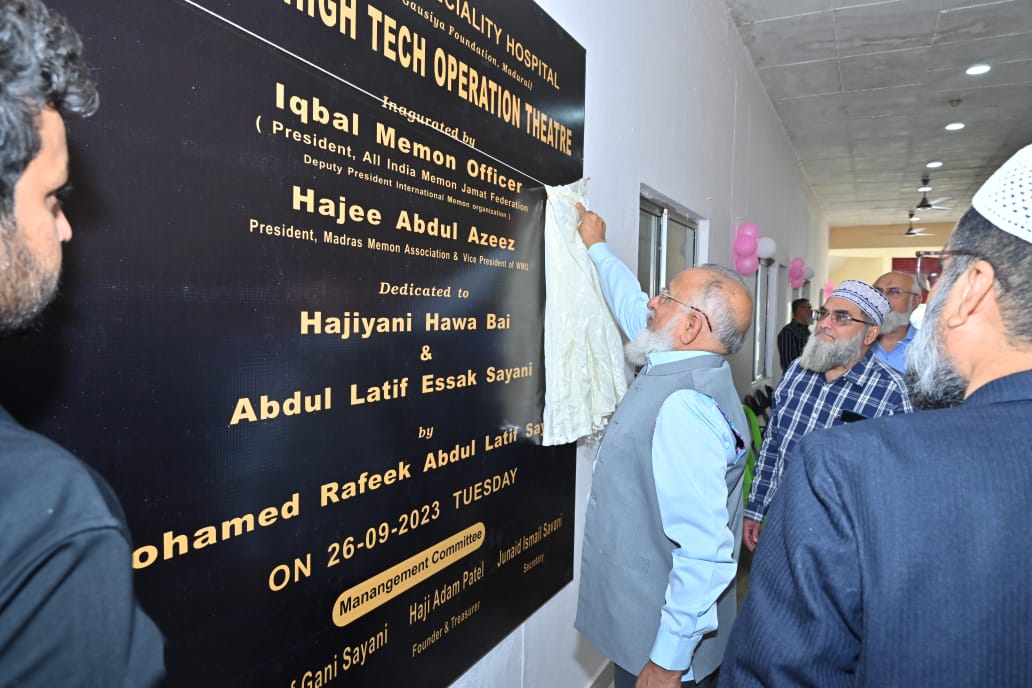 CIALITY HOSPITAL
Gausiya Foundation, Madurai)
HIGH TECH OPERATION THEATRE
Inagurated by
Iqbal Memon Officer
( President, All India Memon Jamat Federation
Deputy President International Memon organization )
Hajee Abdul Azeez
President, Madras Memon Association & Vice President of WMO
Dedicated to
Hajiyani Hawa Bai
&
Abdul Latif Essak Sayani
by
ohamed Rafeek Abdul Latif Say
ON 26-09-2023 TUESDAY
Manangement Committee
Gani Sayani
Haji Adam Patel
Founder & Treasurer
Junaid Ismail Savani
Secretary